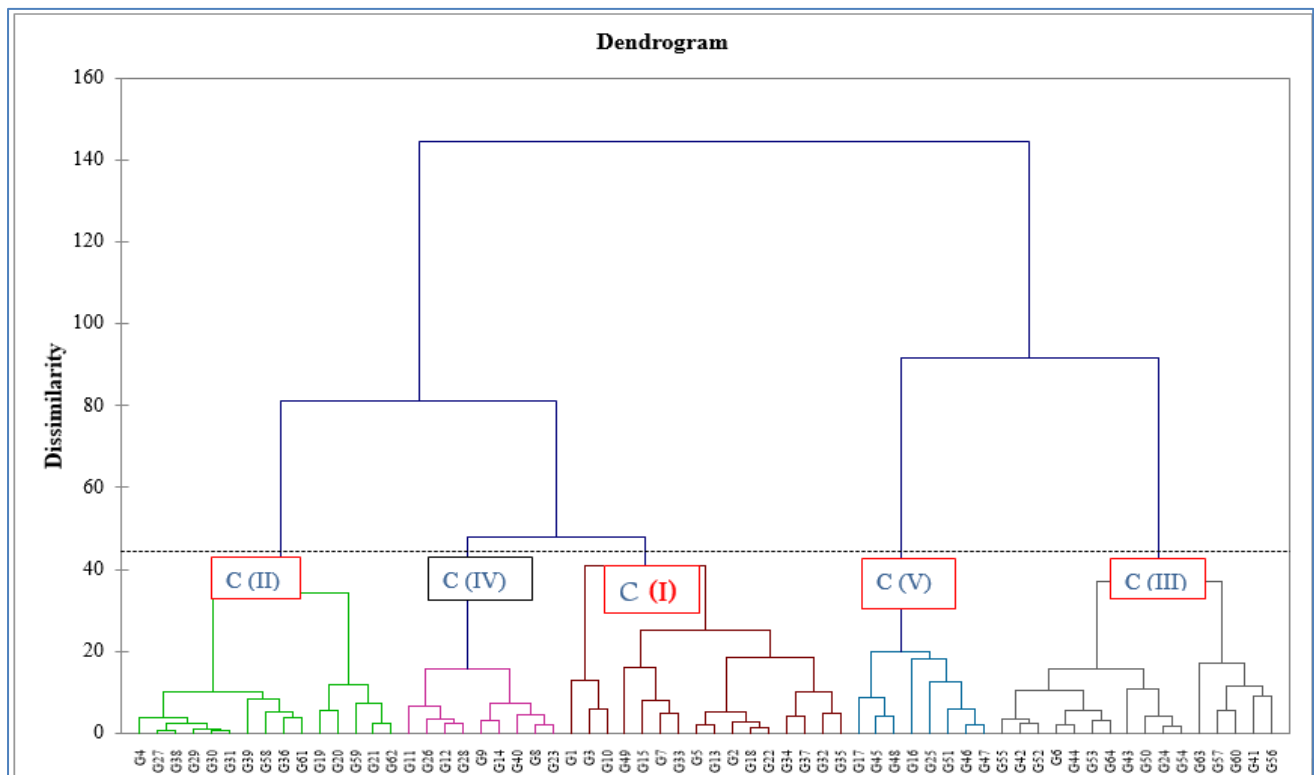 Dendrogram
160
140
120
100
80
60
40
20
0
Dissimilarity
C (II)
C (IV)
C (I)
C (V)
C (III)
G4
G27
G38
G29
G30
G31
G39
G58
G36
G61
G19
G20
G59
G21
G62
G11
G26
G12
G28
G9
G14
G40
G8
G23
G1
G3
G10
G49
G15
G7
G33
G5
G13
G2
G18
G22
G34
G37
G32
G35
G17
G45
G48
G16
G25
G51
G46
G47
G55
G42
G52
G6
G44
G53
G64
G43
G50
G24
G54
G63
G57
G60
G41
G56